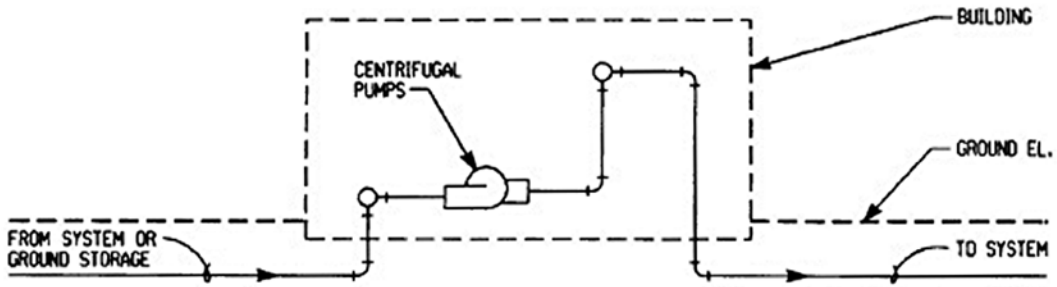 BUILDING
CENTRIFUGAL
PUMPS
GROUND EL.
FROM SYSTEM OR
GROUND STORAGE
TO SYSTEM